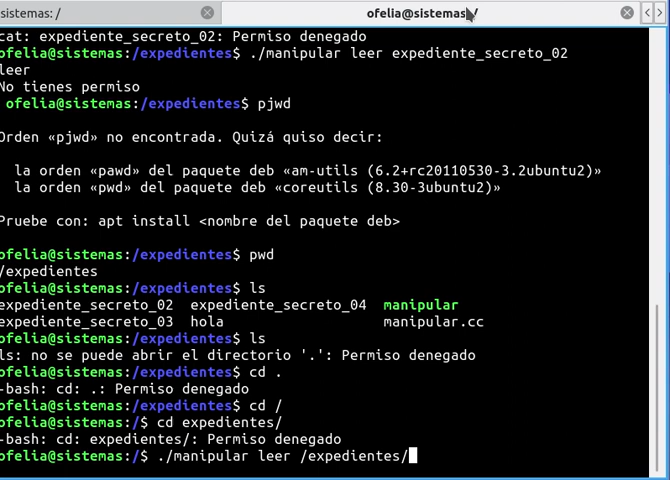 sistemas: /
ofelia@sistemas: /
cat: expediente_secreto_02: Permiso denegado
ofelia@sistemas:/expedientes$ ./manipular leer expediente_secreto_02
leer
No tienes permiso
ofelia@sistemas:/expedientes$ pjwd
Orden «pjwd» no encontrada. Quizá quiso decir:
la orden «pawd» del paquete deb «am-utils (6.2+rc20110530-3.2ubuntu2)»
la orden «pwd» del paquete deb «coreutils (8.30-3ubuntu2)»
Pruebe con: apt install <nombre del paquete deb>
ofelia@sistemas:/expedientes$ pwd
/expedientes
ofelia@sistemas:/expedientes$ ls
expediente_secreto_02 expediente_secreto_04 manipular
expediente_secreto_03 hola manipular.cc
ofelia@sistemas:/expedientes$ ls
ls: no se puede abrir el directorio '.': Permiso denegado
ofelia@sistemas:/expedientes$ cd .
-bash: cd: .: Permiso denegado
ofelia@sistemas:/expedientes$ cd /
ofelia@sistemas:/$ cd expedientes/
-bash: cd: expedientes/: Permiso denegado
ofelia@sistemas:/$ ./manipular leer /expedientes/